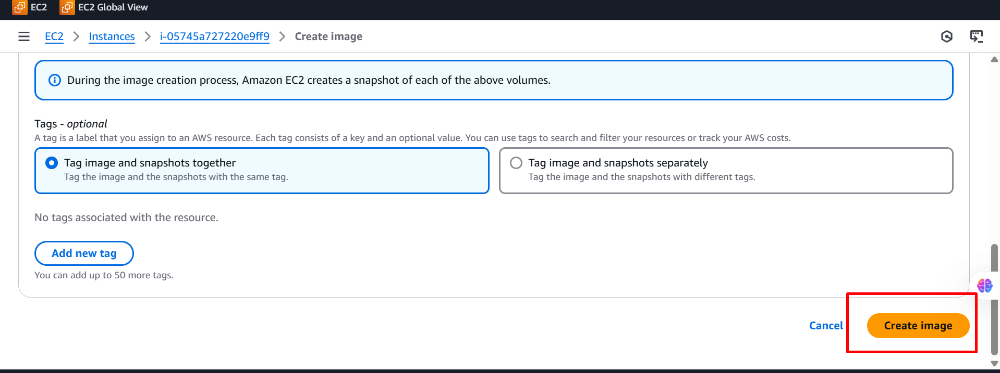 EC2 EC2 Global View
EC2 Instances i-05745a727220e9ff9 Create image
During the image creation process, Amazon EC2 creates a snapshot of each of the above volumes.
Tags - optional
A tag is a label that you assign to an AWS resource. Each tag consists of a key and an optional value. You can use tags to search and filter your resources or track your AWS costs.
Tag image and snapshots together
Tag the image and the snapshots with the same tag.
Tag image and snapshots separately
Tag the image and the snapshots with different tags.
No tags associated with the resource.
Add new tag
You can add up to 50 more tags.
Cancel Create image